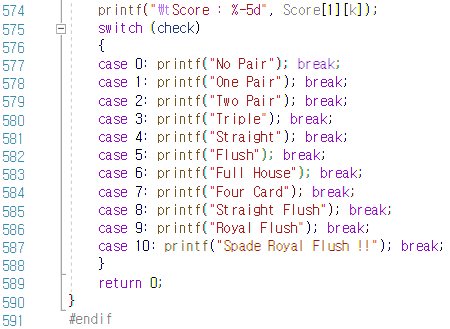 574 printf("₩tScore : %-5d", Score[1][k]);
575 switch (check)
576 {
577 case 0: printf("No Pair"); break;
578 case 1: printf("One Pair"); break;
579 case 2: printf("Two Pair"); break;
580 case 3: printf("Triple"); break;
581 case 4: printf("Straight"); break;
582 case 5: printf("Flush"); break;
583 case 6: printf("Full House"); break;
584 case 7: printf("Four Card"); break;
585 case 8: printf("Straight Flush"); break;
586 case 9: printf("Royal Flush"); break;
587 case 10: printf("Spade Royal Flush !!"); break;
588 }
589 return 0;
590 }
591 #endif